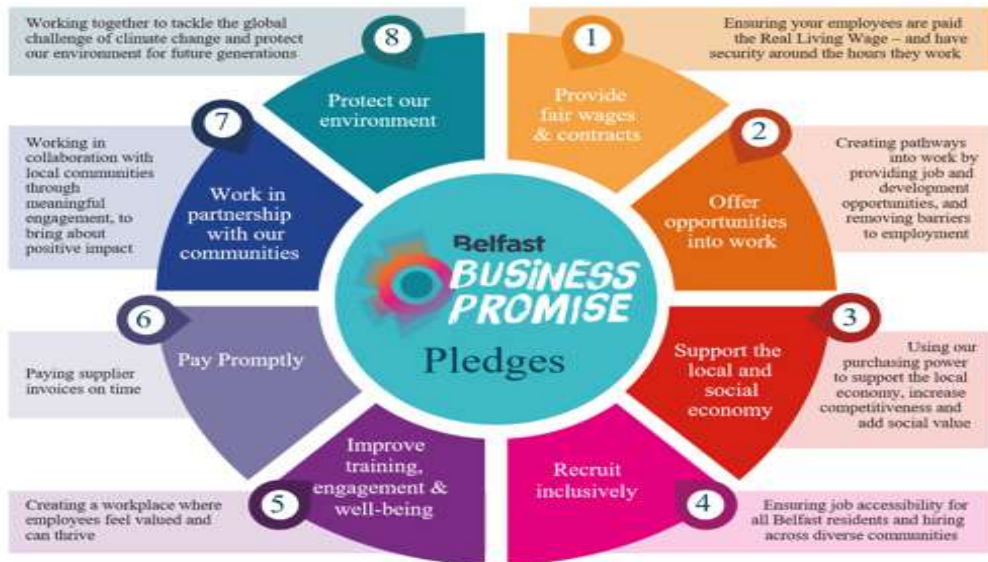 Belfast
BUSINESS
PROMISE
Pledges
1
Provide
fair wages
& contracts
Ensuring your employees are paid
the Real Living Wage – and have
security around the hours they work
2
Offer
opportunities
into work
Creating pathways
into work by
providing job and
development
opportunities, and
removing barriers
to employment
3
Support the
local and
social
economy
Using our
purchasing power
to support the local
economy, increase
competitiveness and
add social value
4
Recruit
inclusively
Ensuring job accessibility for
all Belfast residents and hiring
across diverse communities
5
Improve
training,
engagement &
well-being
Creating a workplace where
employees feel valued and
can thrive
6
Pay Promptly
Paying supplier
invoices on time
7
Work in
partnership
with our
communities
Working in
collaboration with
local communities
through
meaningful
engagement, to
bring about
positive impact
8
Protect our
environment
Working together to tackle the global
challenge of climate change and protect
our environment for future generations